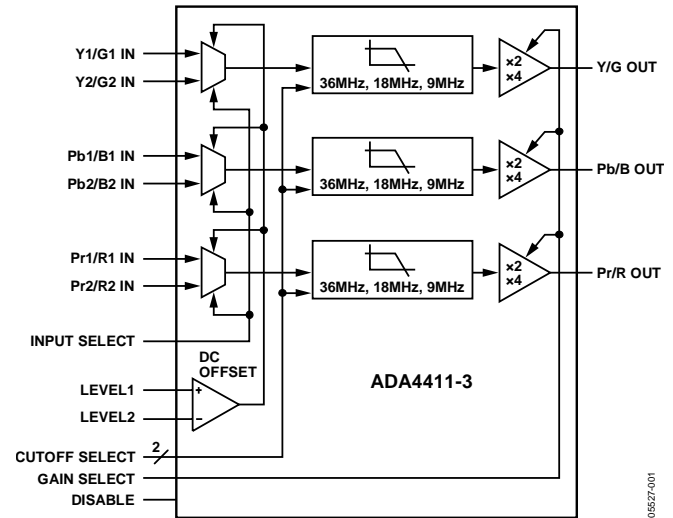 Y1/G1 IN
Y2/G2 IN
36MHz, 18MHz, 9MHz
×2
×4
Y/G OUT
Pb1/B1 IN
Pb2/B2 IN
36MHz, 18MHz, 9MHz
×2
×4
Pb/B OUT
Pr1/R1 IN
Pr2/R2 IN
36MHz, 18MHz, 9MHz
×2
×4
Pr/R OUT
INPUT SELECT
DC
OFFSET
LEVEL1
+
LEVEL2
–
ADA4411-3
CUTOFF SELECT
2
GAIN SELECT
DISABLE
05527-001